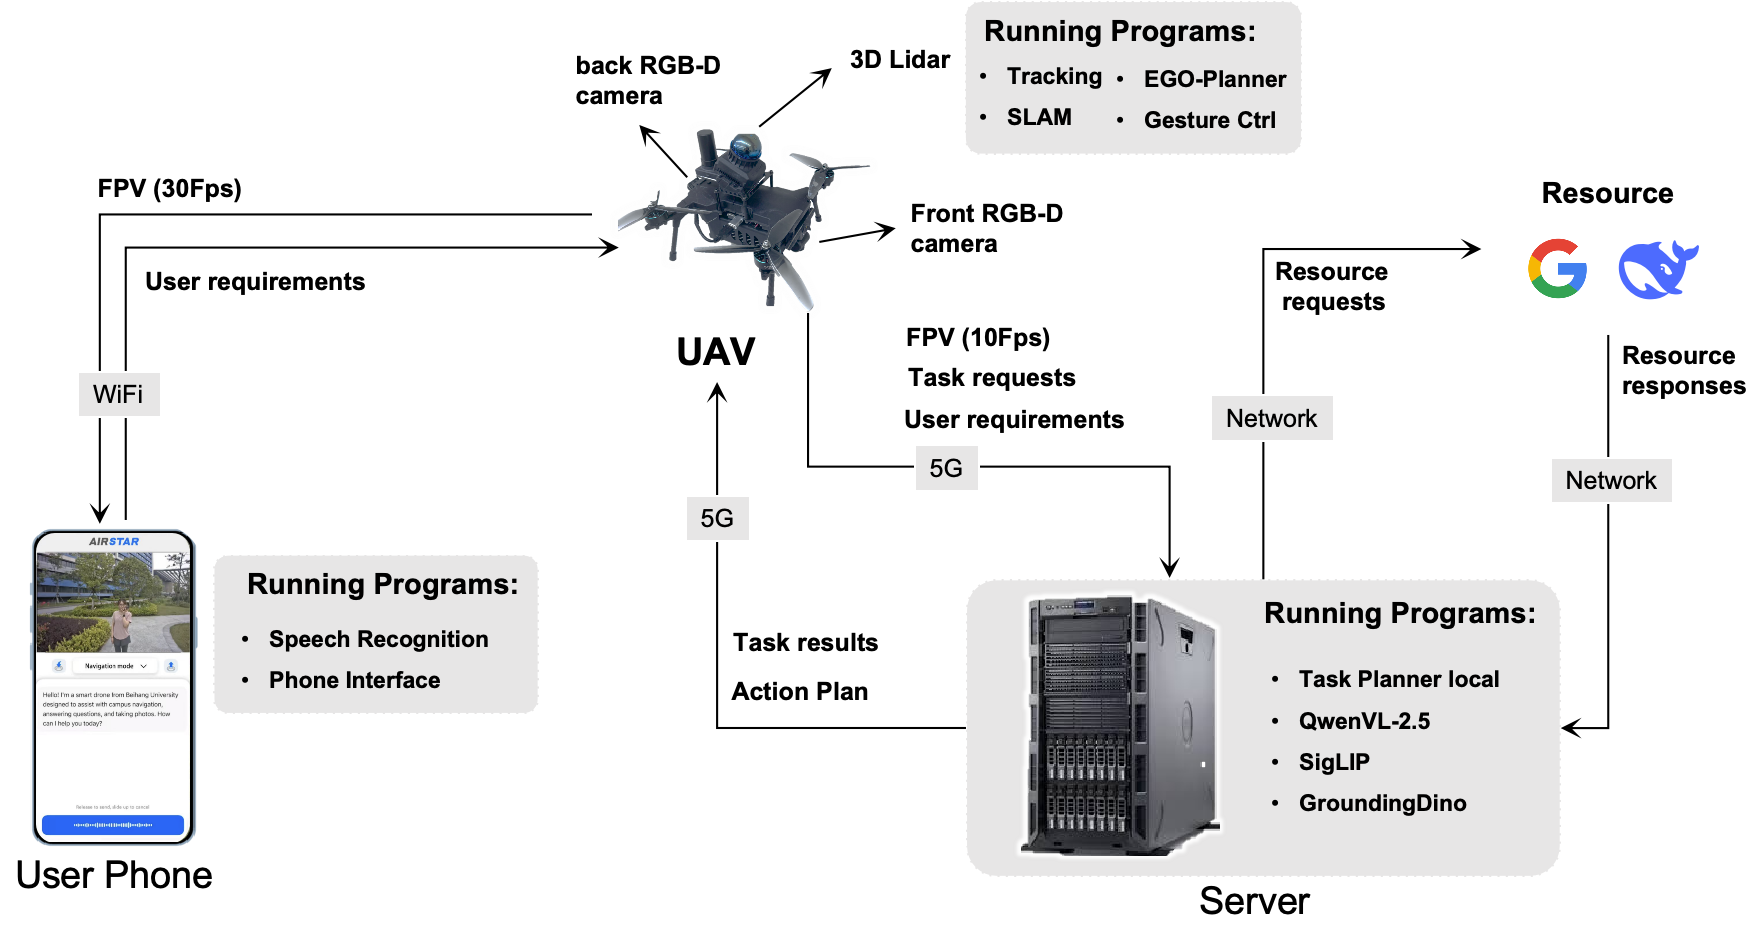 Running Programs:
• Tracking
• EGO-Planner
• SLAM
• Gesture Ctrl
3D Lidar
back RGB-D
camera
FPV (30Fps)
User requirements
Front RGB-D
camera
Resource
Resource
requests
Resource
responses
UAV
FPV (10Fps)
Task requests
User requirements
WiFi
Network
5G
Network
5G
AIRSTAR
Navigation mode
Hello! I'm a smart drone from Beihang University
designed to assist with campus navigation,
answering questions, and taking photos. How
can I help you today?
Release to send, slide up to cancel
Running Programs:
• Speech Recognition
• Phone Interface
Task results
Action Plan
Running Programs:
• Task Planner local
• QwenVL-2.5
• SigLIP
• GroundingDino
User Phone
Server